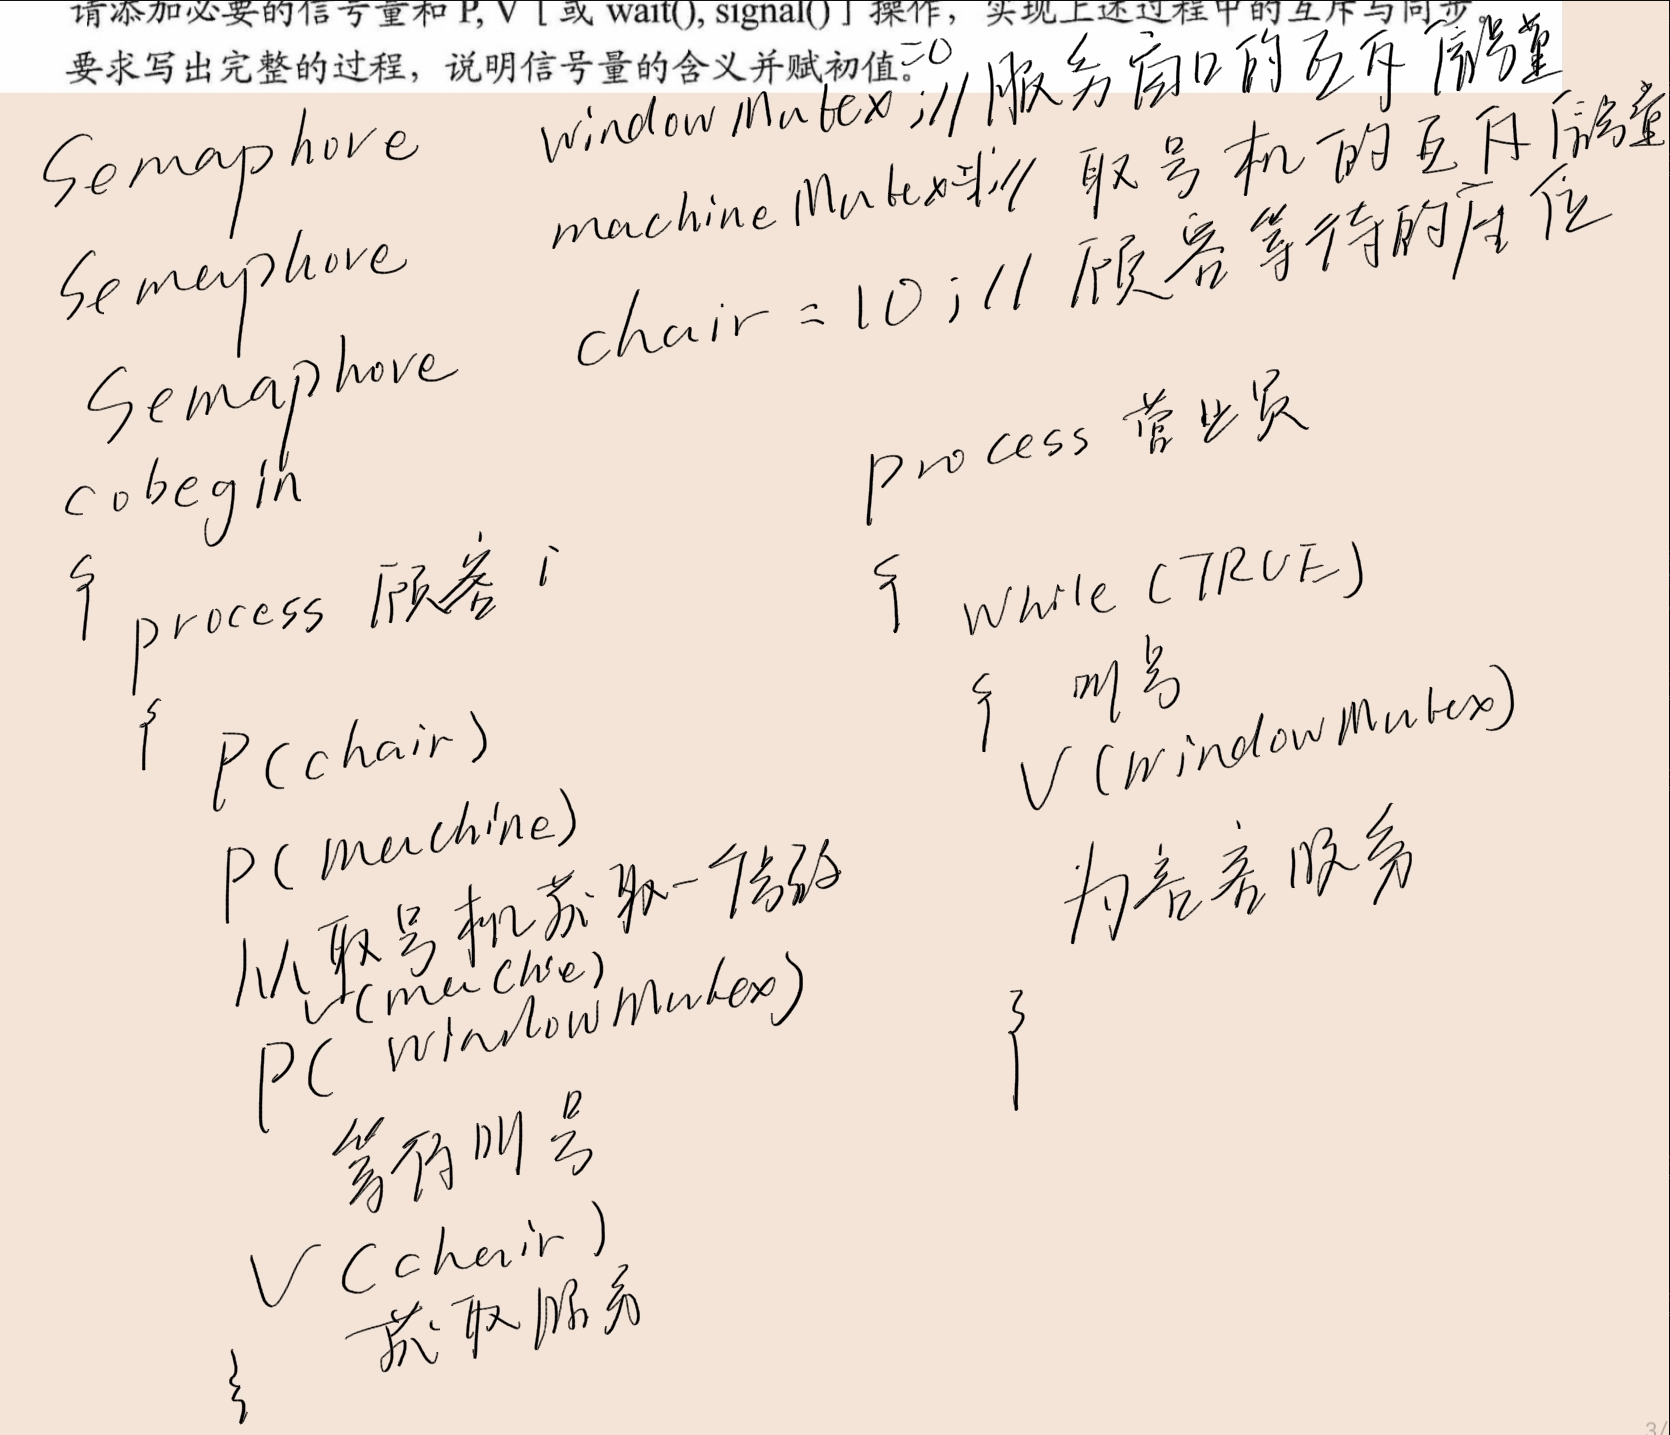 请添加必要的信号量和 P, V [ 或 wait(), signal() ] 操作，实现上述过程中的互斥与同步。
要求写出完整的过程，说明信号量的含义并赋初值。
Semaphore windowMutex =0;//服务窗口的互斥信号量
Semaphore machineMutex=1;// 取号机的互斥信号量
Semaphore chair = 10;// 顾客等待的座位
cobegin
{
process 顾客 i
{
P(chair)
P(machine)
从取号机获取一个号码
V(machie)
P(windowMutex)
等待叫号
V(chair)
获取服务
}
process 营业员
{
while (TRUE)
{
叫号
V(windowMutex)
为客客服务
}
3/